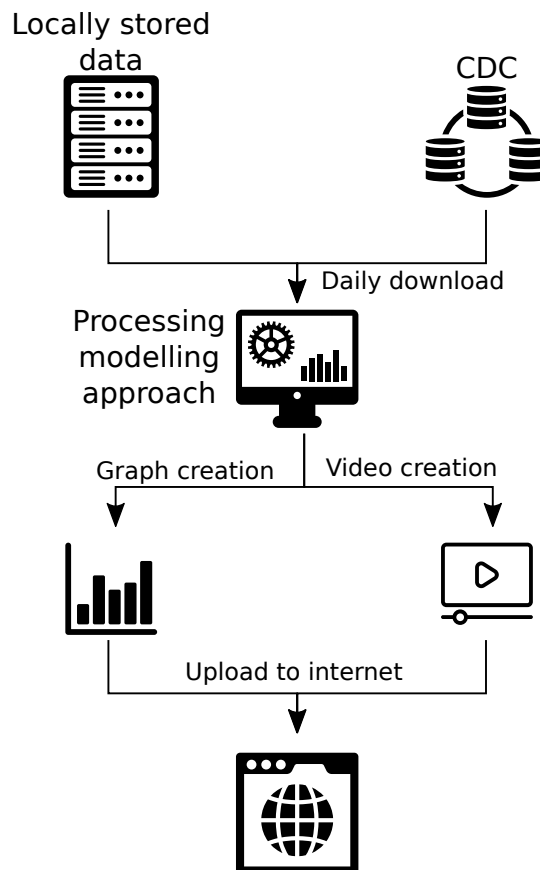 Locally stored
data
CDC
Daily download
Processing
modelling
approach
Graph creation
Video creation
Upload to internet